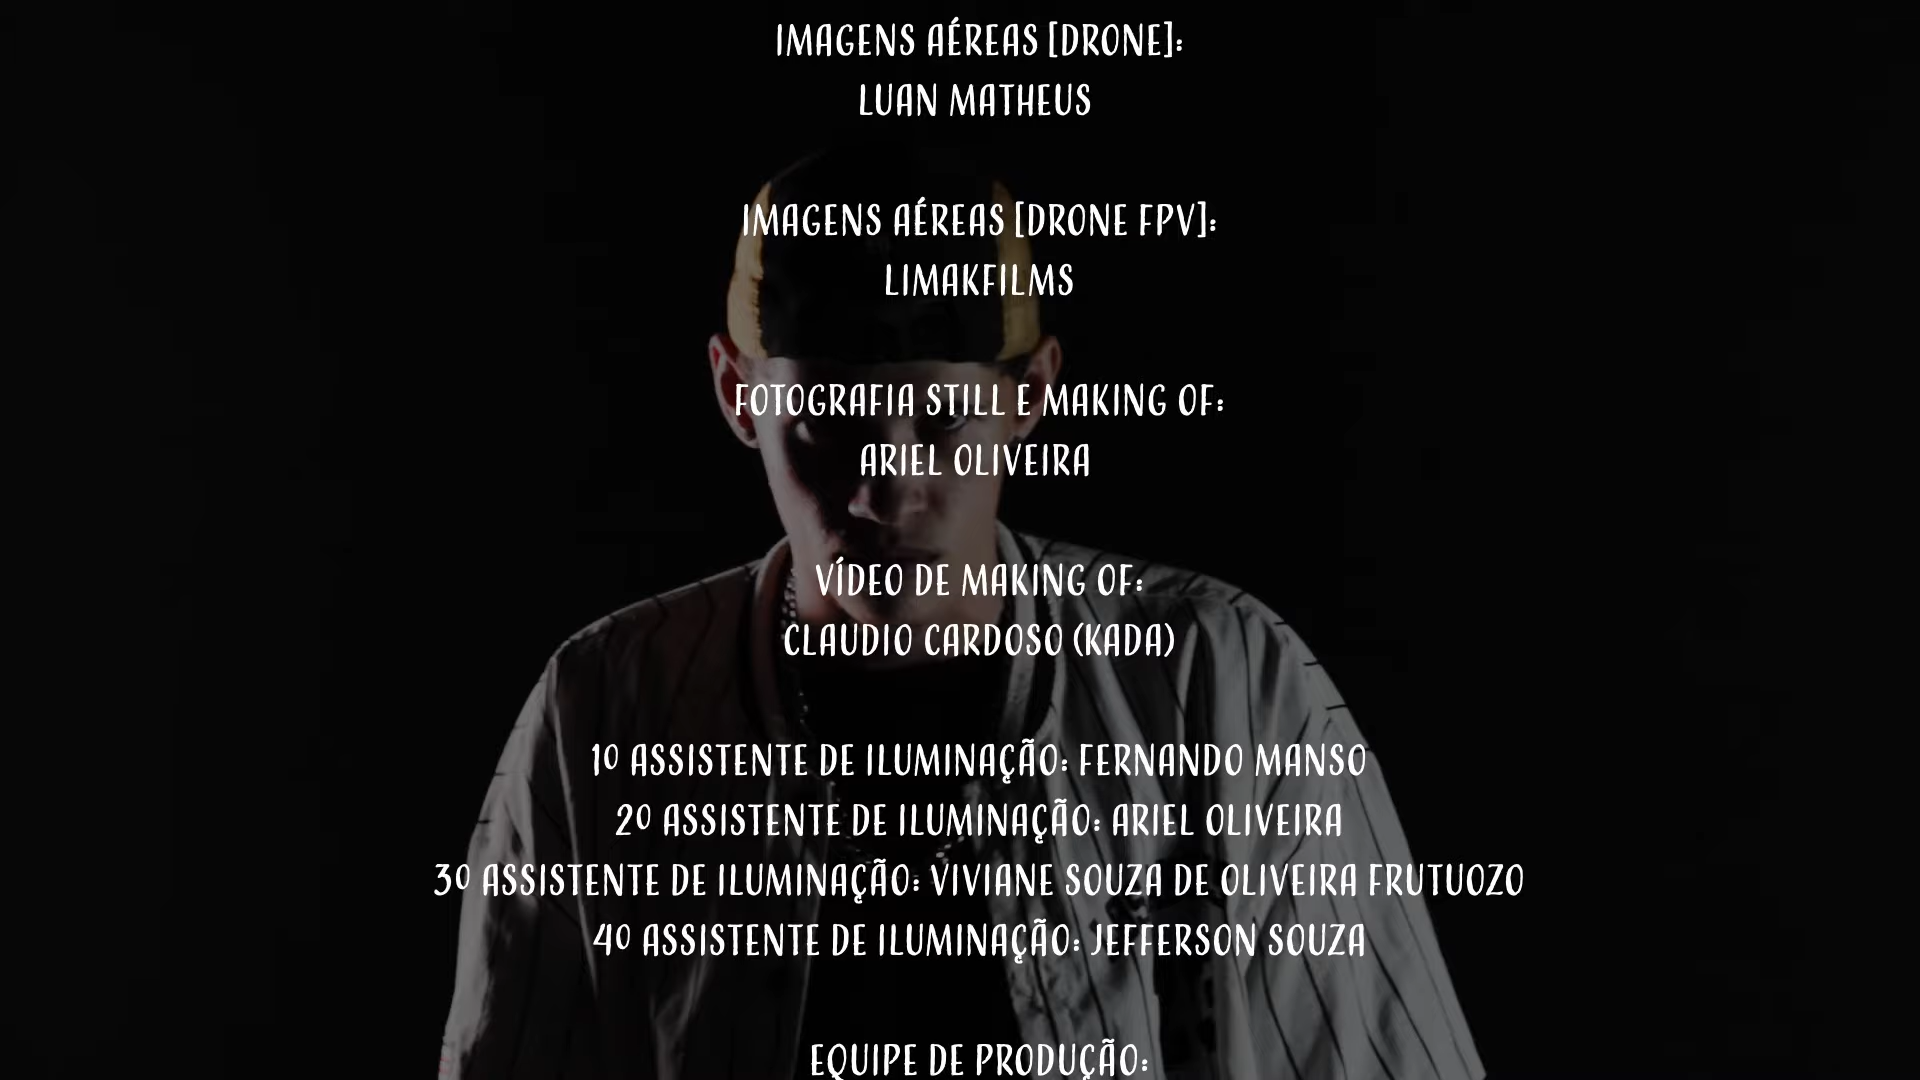 IMAGENS AÉREAS [DRONE]:
LUAN MATHEUS
IMAGENS AÉREAS [DRONE FPV]:
LIMAKFILMS
FOTOGRAFIA STILL E MAKING OF:
ARIEL OLIVEIRA
VÍDEO DE MAKING OF:
CLAUDIO CARDOSO (KADA)
1º ASSISTENTE DE ILUMINAÇÃO: FERNANDO MANSO
2º ASSISTENTE DE ILUMINAÇÃO: ARIEL OLIVEIRA
3º ASSISTENTE DE ILUMINAÇÃO: VIVIANE SOUZA DE OLIVEIRA FRUTUOZO
4º ASSISTENTE DE ILUMINAÇÃO: JEFFERSON SOUZA
EQUIPE DE PRODUÇÃO: